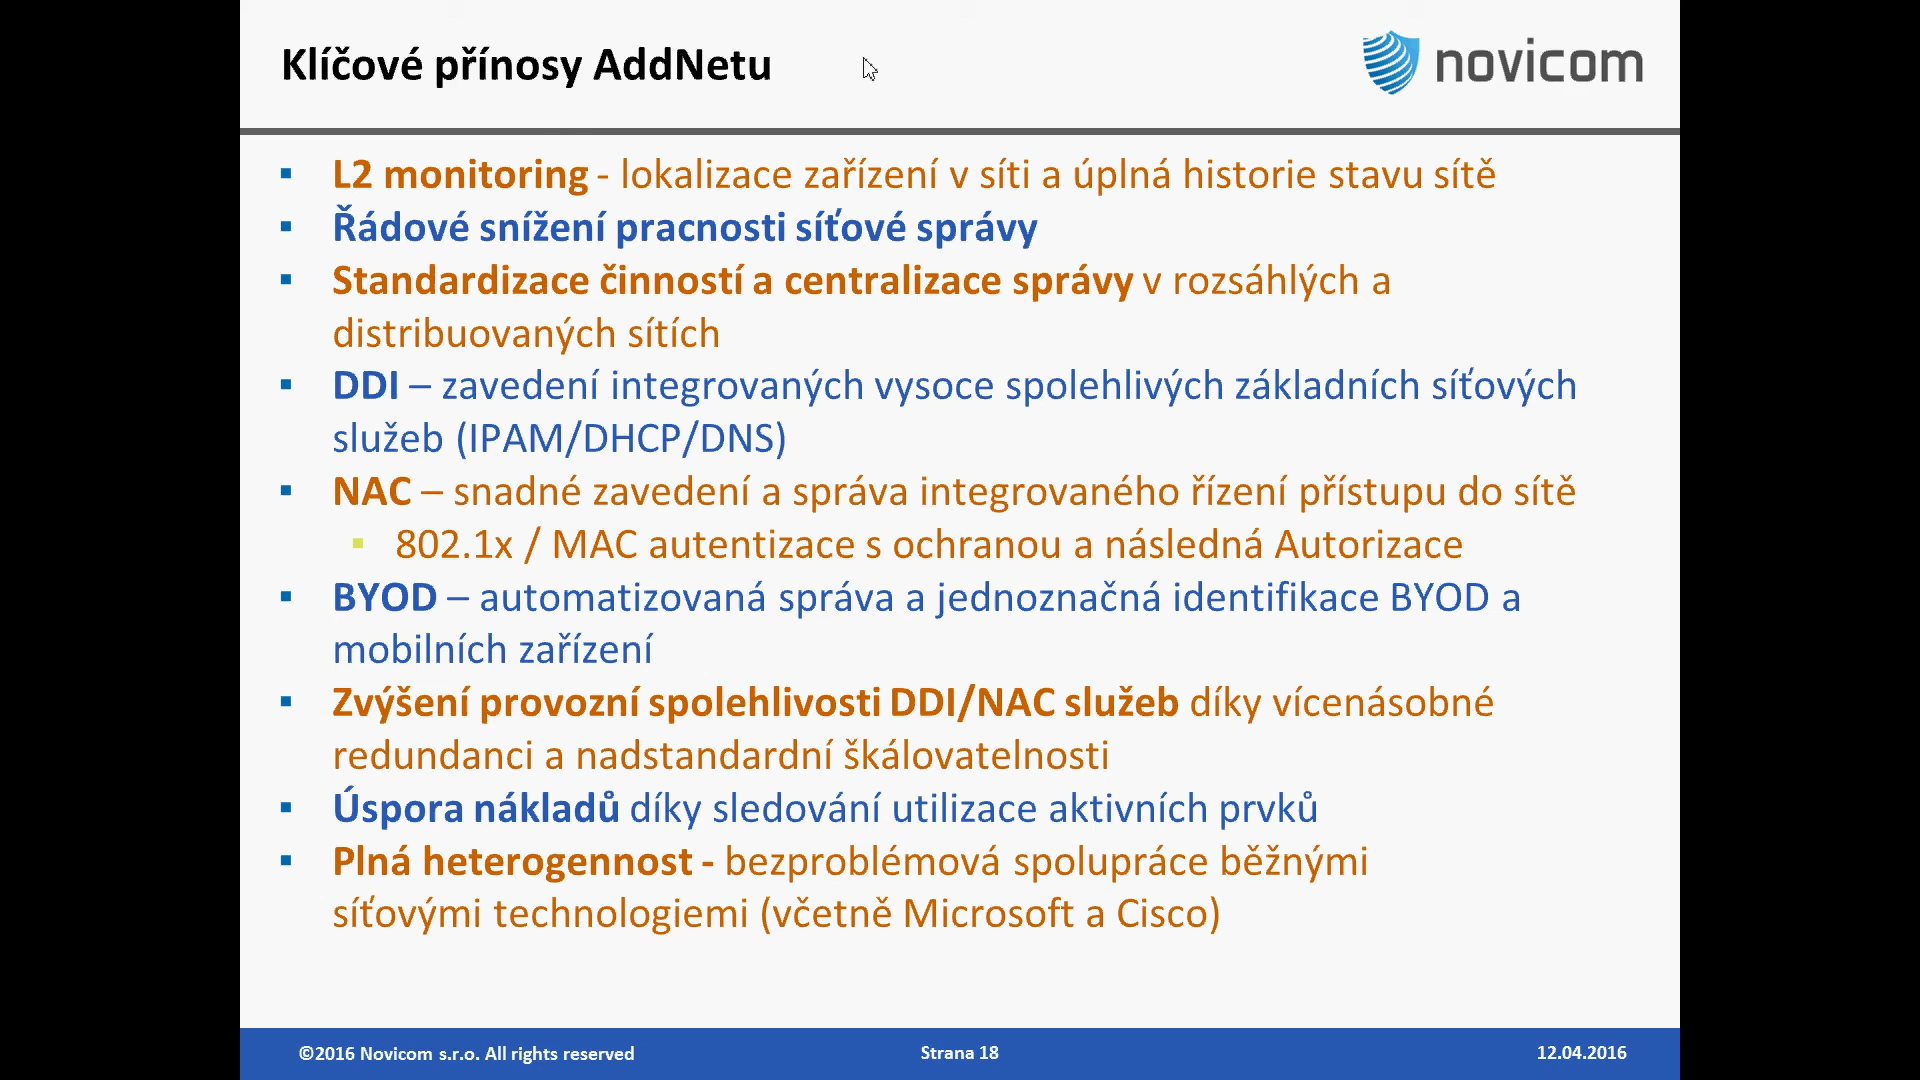 Klíčové přínosy AddNetu
novicom
▪ L2 monitoring - lokalizace zařízení v síti a úplná historie stavu sítě
▪ Řádové snížení pracnosti síťové správy
▪ Standardizace činností a centralizace správy v rozsáhlých a
distribuovaných sítích
▪ DDI – zavedení integrovaných vysoce spolehlivých základních síťových
služeb (IPAM/DHCP/DNS)
▪ NAC – snadné zavedení a správa integrovaného řízení přístupu do sítě
▪ 802.1x / MAC autentizace s ochranou a následná Autorizace
▪ BYOD – automatizovaná správa a jednoznačná identifikace BYOD a
mobilních zařízení
▪ Zvýšení provozní spolehlivosti DDI/NAC služeb díky vícenásobné
redundanci a nadstandardní škálovatelnosti
▪ Úspora nákladů díky sledování utilizace aktivních prvků
▪ Plná heterogennost - bezproblémová spolupráce běžnými
síťovými technologiemi (včetně Microsoft a Cisco)
©2016 Novicom s.r.o. All rights reserved
Strana 18
12.04.2016